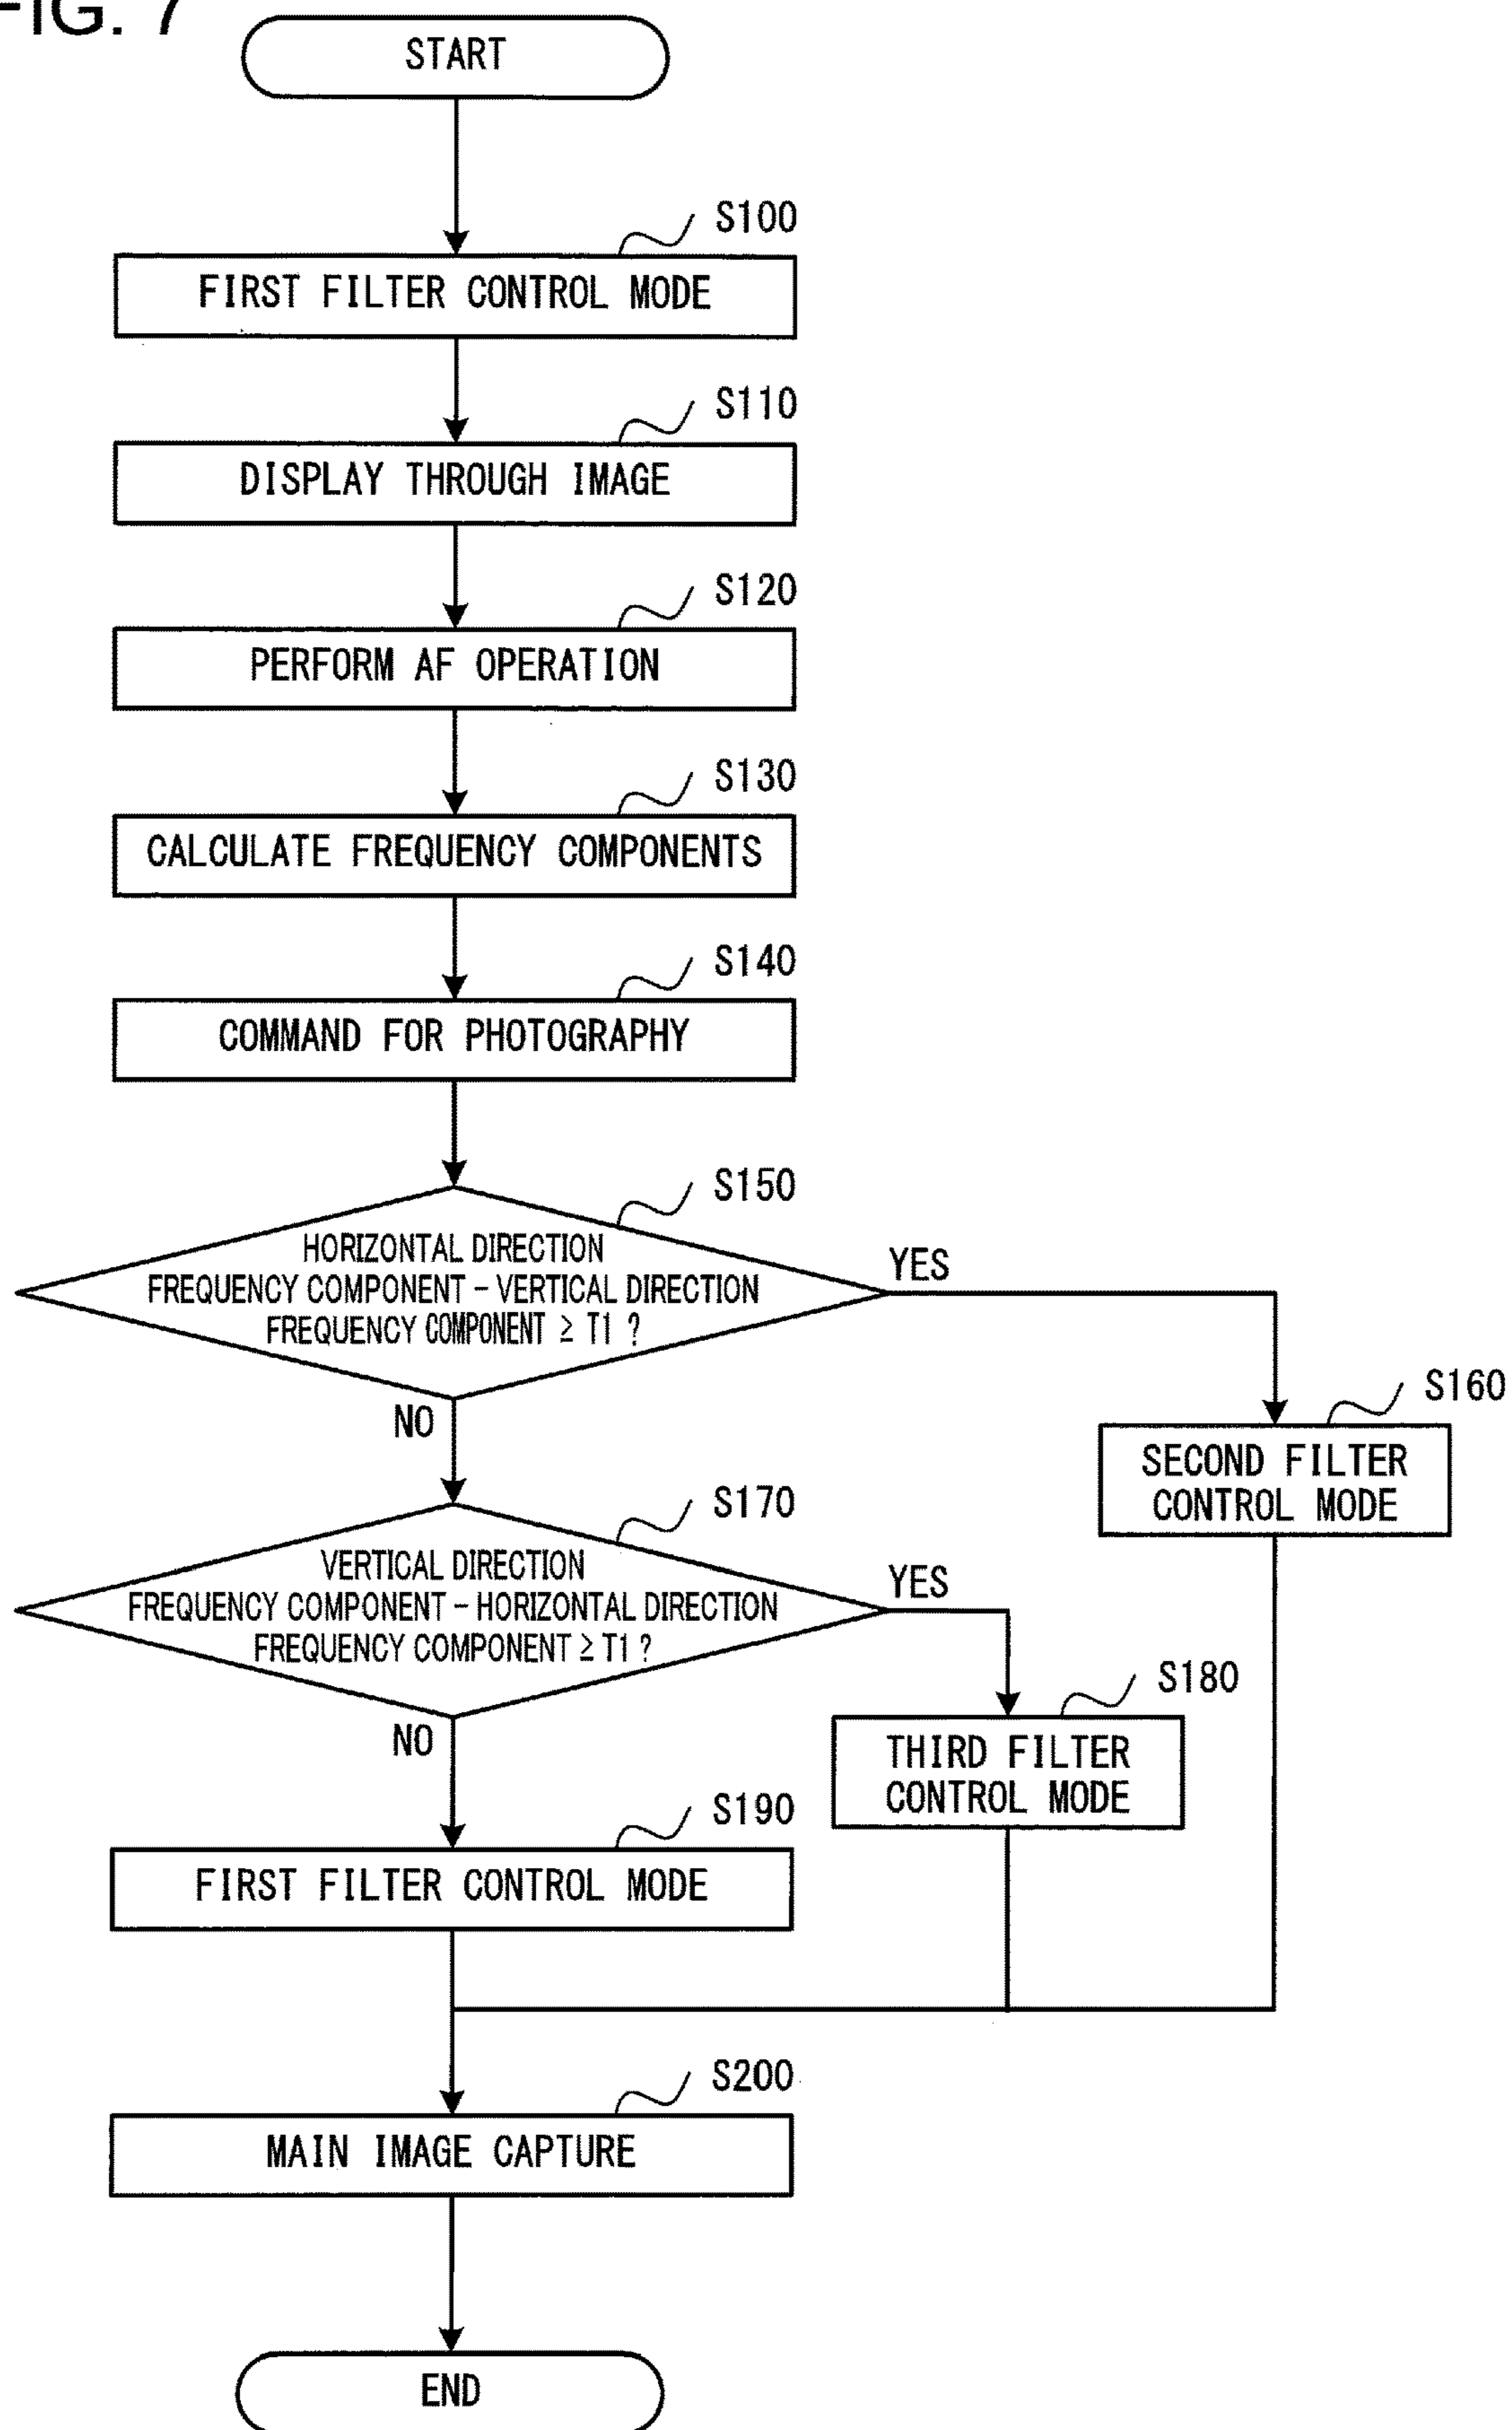 FIG. 7
START
S100
FIRST FILTER CONTROL MODE
S110
DISPLAY THROUGH IMAGE
S120
PERFORM AF OPERATION
S130
CALCULATE FREQUENCY COMPONENTS
S140
COMMAND FOR PHOTOGRAPHY
S150
HORIZONTAL DIRECTION
FREQUENCY COMPONENT – VERTICAL DIRECTION
FREQUENCY COMPONENT ≥ T1 ?
YES
NO
S160
SECOND FILTER
CONTROL MODE
S170
VERTICAL DIRECTION
FREQUENCY COMPONENT – HORIZONTAL DIRECTION
FREQUENCY COMPONENT ≥ T1 ?
YES
NO
S180
THIRD FILTER
CONTROL MODE
S190
FIRST FILTER CONTROL MODE
S200
MAIN IMAGE CAPTURE
END